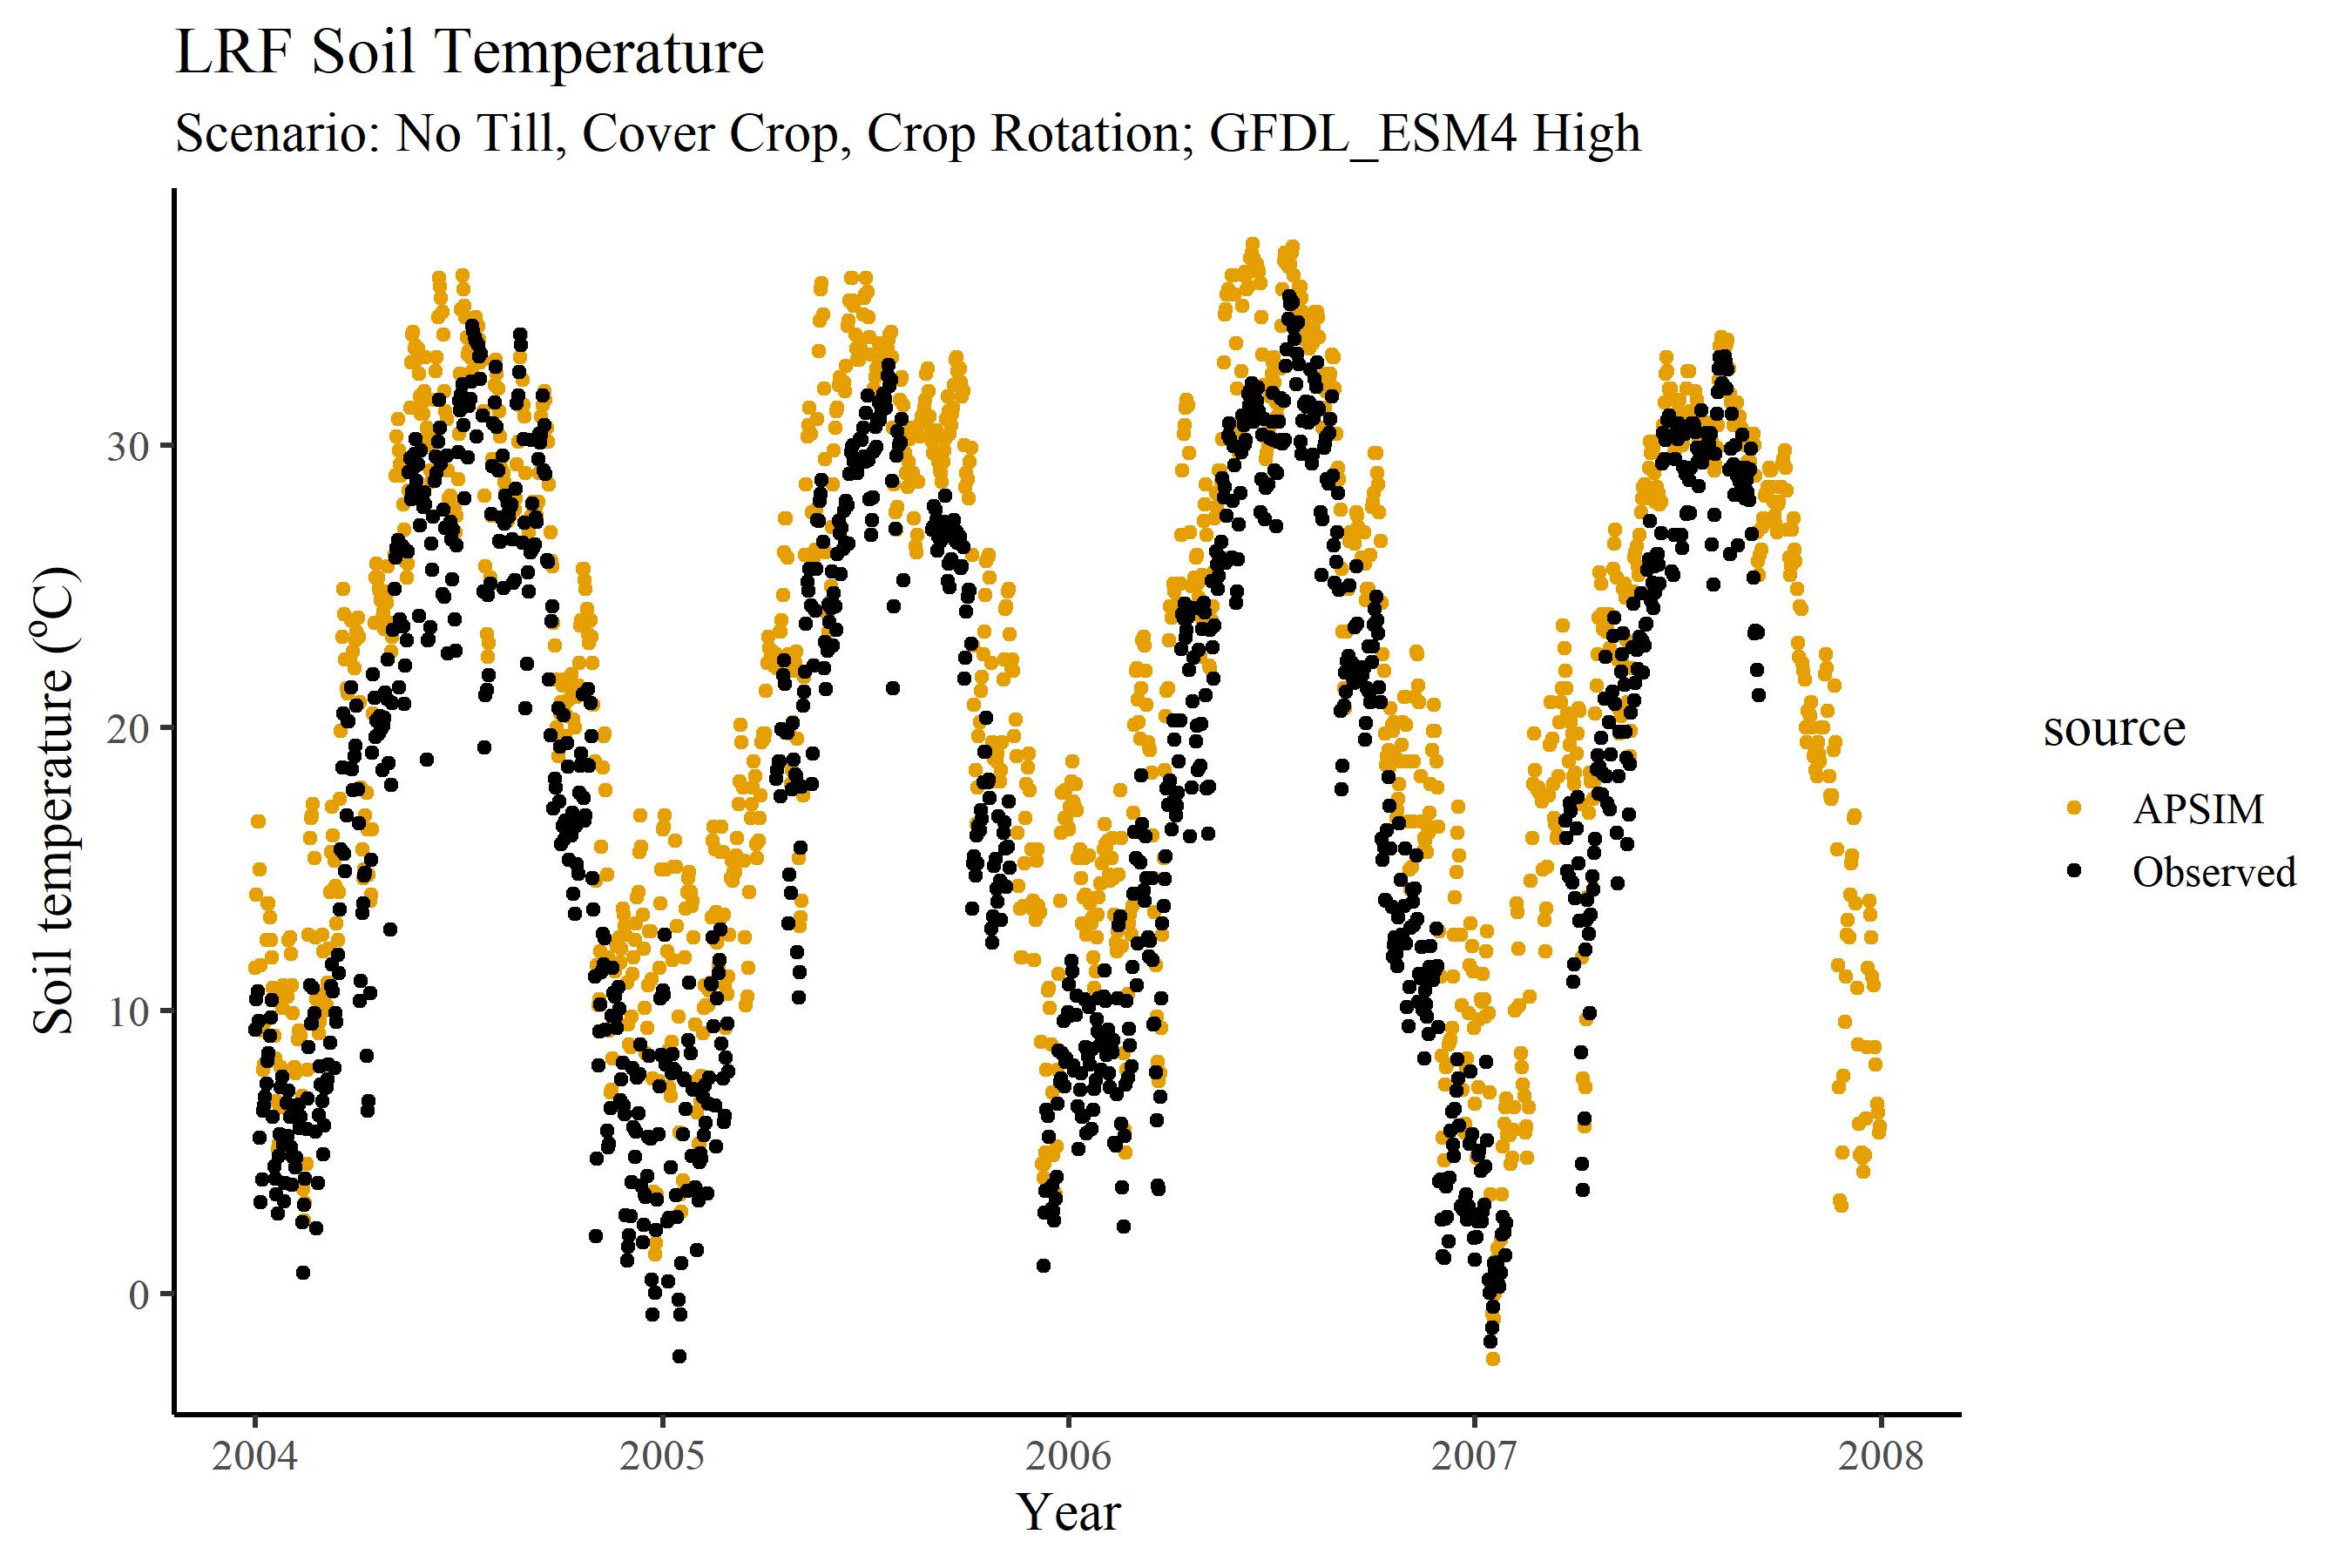 LRF Soil Temperature
Scenario: No Till, Cover Crop, Crop Rotation; GFDL_ESM4 High
Soil temperature (ºC)
30
20
10
0
2004
2005
2006
2007
2008
Year
source
APSIM
Observed